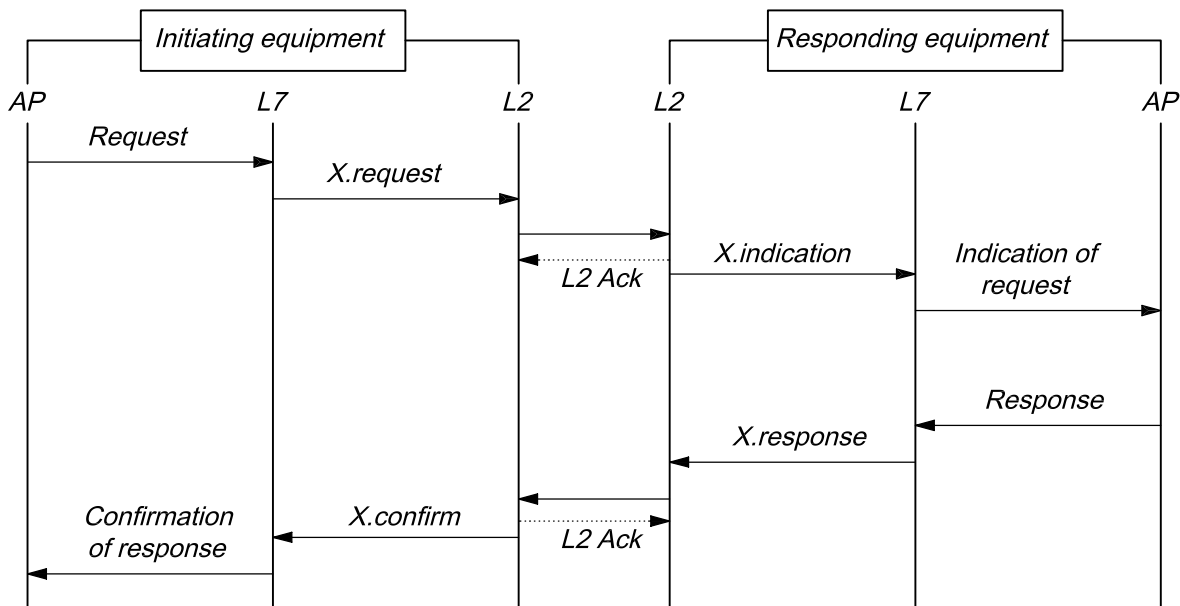 Initiating equipment
Responding equipment
AP
L7
L2
L2
L7
AP
Request
X.request
X.indication
Indication of
request
L2 Ack
Response
X.response
Confirmation
of response
X.confirm
L2 Ack